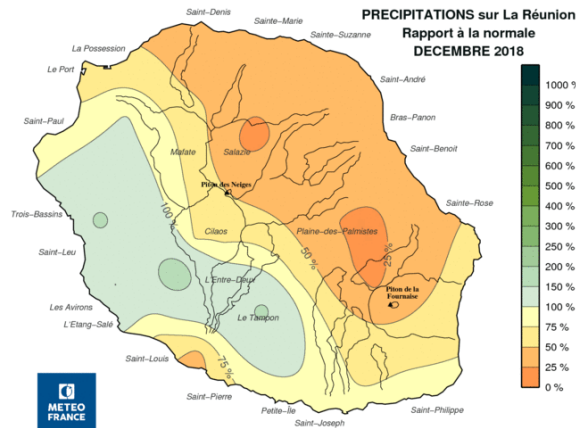 PRECIPITATIONS sur La Réunion
Rapport à la normale
DECEMBRE 2018
Saint-Denis
Sainte-Marie
Sainte-Suzanne
La Possession
Le Port
Saint-André
Bras-Panon
Saint-Paul
Saint-Benoit
Mafate
Salazie
Piton des Neiges
Sainte-Rose
Trois-Bassins
100 %
Cilaos
Plaine-des-Palmistes
50 %
25 %
Saint-Leu
L'Entre-Deux
Piton de la
Fournaise
Les Avirons
Le Tampon
L'Etang-Salé
Saint-Louis
75 %
Saint-Pierre
Petite-Île
Saint-Joseph
Saint-Philippe
1000 %
900 %
800 %
700 %
600 %
500 %
400 %
300 %
250 %
200 %
150 %
100 %
75 %
50 %
25 %
0 %
METEO
FRANCE